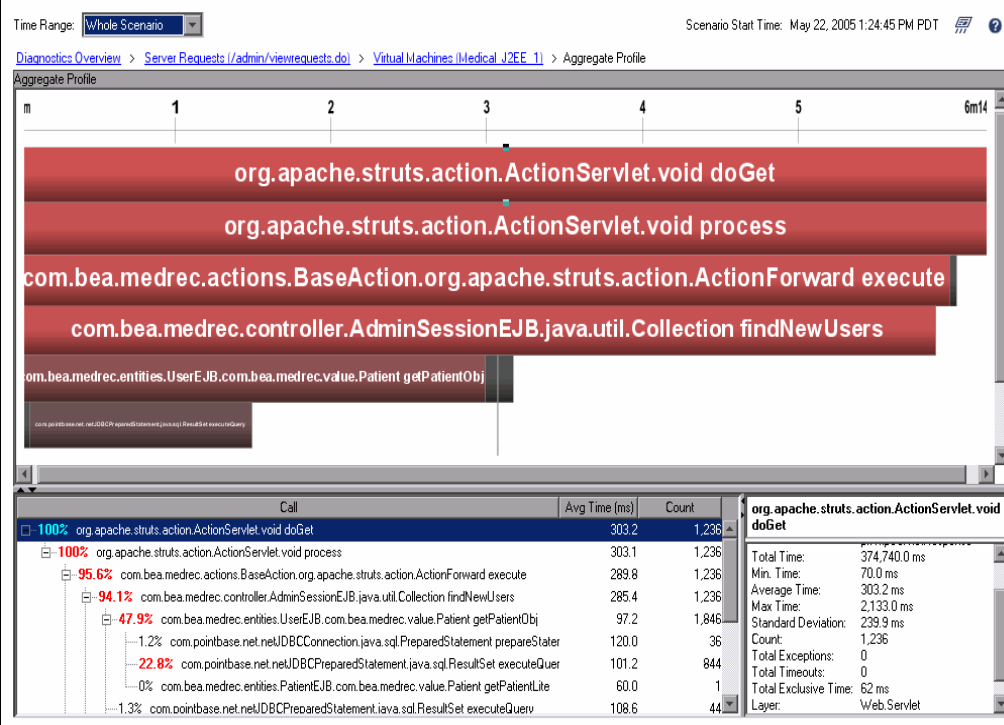 Time Range: Whole Scenario
Scenario Start Time: May 22, 2005 1:24:45 PM PDT
Diagnostics Overview > Server Requests (/admin/viewrequests.do) > Virtual Machines (Medical J2EE_1) > Aggregate Profile
Aggregate Profile
m 1 2 3 4 5 6m14
org.apache.struts.action.ActionServlet.void doGet
org.apache.struts.action.ActionServlet.void process
com.bea.medrec.actions.BaseAction.org.apache.struts.action.ActionForward execute
com.bea.medrec.controller.AdminSessionEJB.java.util.Collection findNewUsers
com.bea.medrec.entities.UserEJB.com.bea.medrec.value.Patient getPatientObj
com.pointbase.net.netJDBCPreparedStatement.java.sql.ResultSet executeQuery
Call Avg Time (ms) Count
100% org.apache.struts.action.ActionServlet.void doGet 303.2 1,236
100% org.apache.struts.action.ActionServlet.void process 303.1 1,236
95.6% com.bea.medrec.actions.BaseAction.org.apache.struts.action.ActionForward execute 289.8 1,236
94.1% com.bea.medrec.controller.AdminSessionEJB.java.util.Collection findNewUsers 285.4 1,236
47.9% com.bea.medrec.entities.UserEJB.com.bea.medrec.value.Patient getPatientObj 97.2 1,846
1.2% com.pointbase.net.netJDBCConnection.java.sql.PreparedStatement prepareStater 120.0 36
22.8% com.pointbase.net.netJDBCPreparedStatement.java.sql.ResultSet executeQuer 101.2 844
0% com.bea.medrec.entities.PatientEJB.com.bea.medrec.value.Patient getPatientLite 60.0 1
1.3% com.pointbase.net.netJDBCPreparedStatement.java.sql.ResultSet executeQuery 108.6 44
org.apache.struts.action.ActionServlet.void
doGet
Total Time: 374,740.0 ms
Min. Time: 70.0 ms
Average Time: 303.2 ms
Max Time: 2,133.0 ms
Standard Deviation: 239.9 ms
Count: 1,236
Total Exceptions: 0
Total Timeouts: 0
Total Exclusive Time: 62 ms
Layer: Web.Servlet